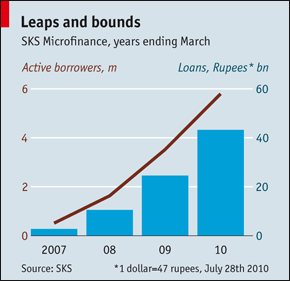 Leaps and bounds
SKS Microfinance, years ending March
Active borrowers, m
Loans, Rupees* bn
6
60
4
40
2
20
0
0
2007
08
09
10
Source: SKS
*1 dollar=47 rupees, July 28th 2010